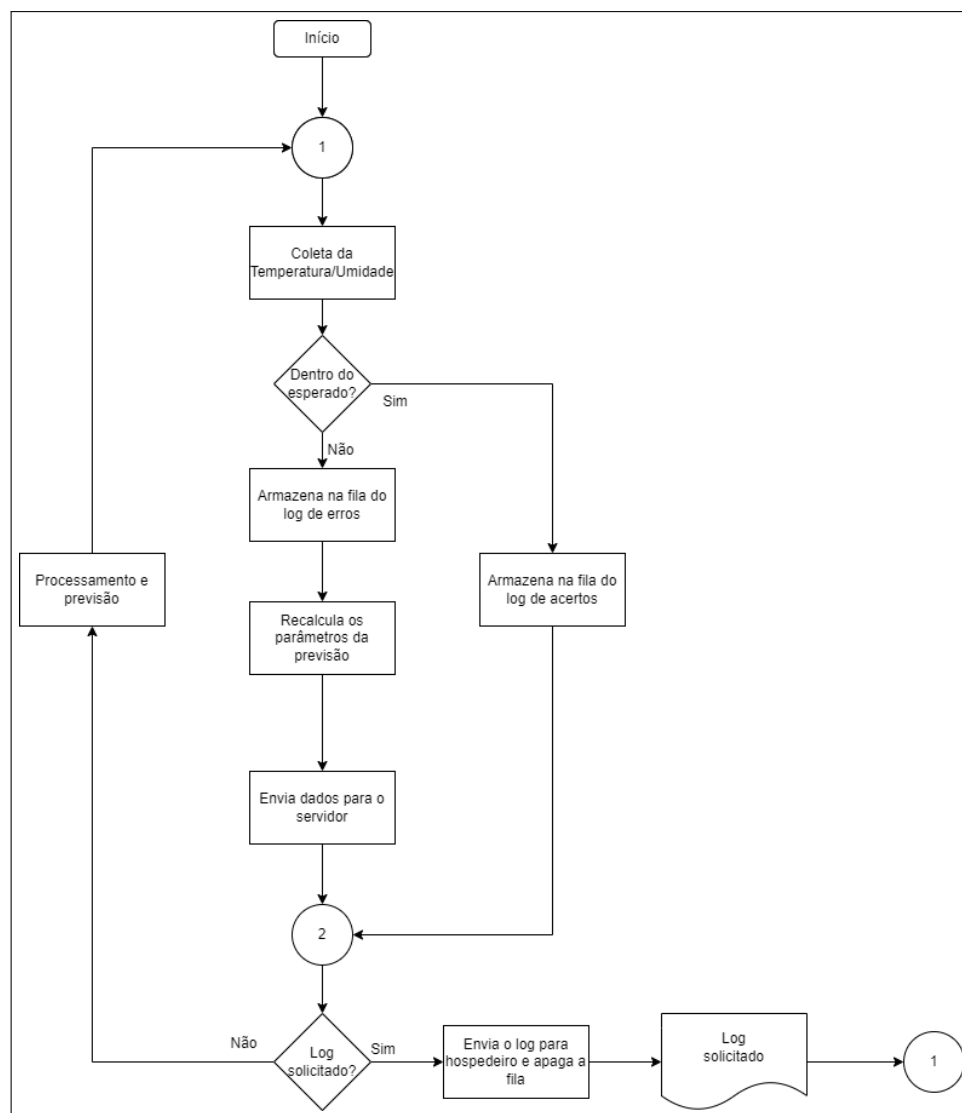 Início
1
Coleta da
Temperatura/Umidade
Dentro do
esperado?
Sim
Não
Armazena na fila do
log de erros
Processamento e
previsão
Armazena na fila do
log de acertos
Recalcula os
parâmetros da
previsão
Envia dados para o
servidor
2
Não
Log
solicitado?
Sim
Envia o log para
hospedeiro e apaga a
fila
Log
solicitado
1